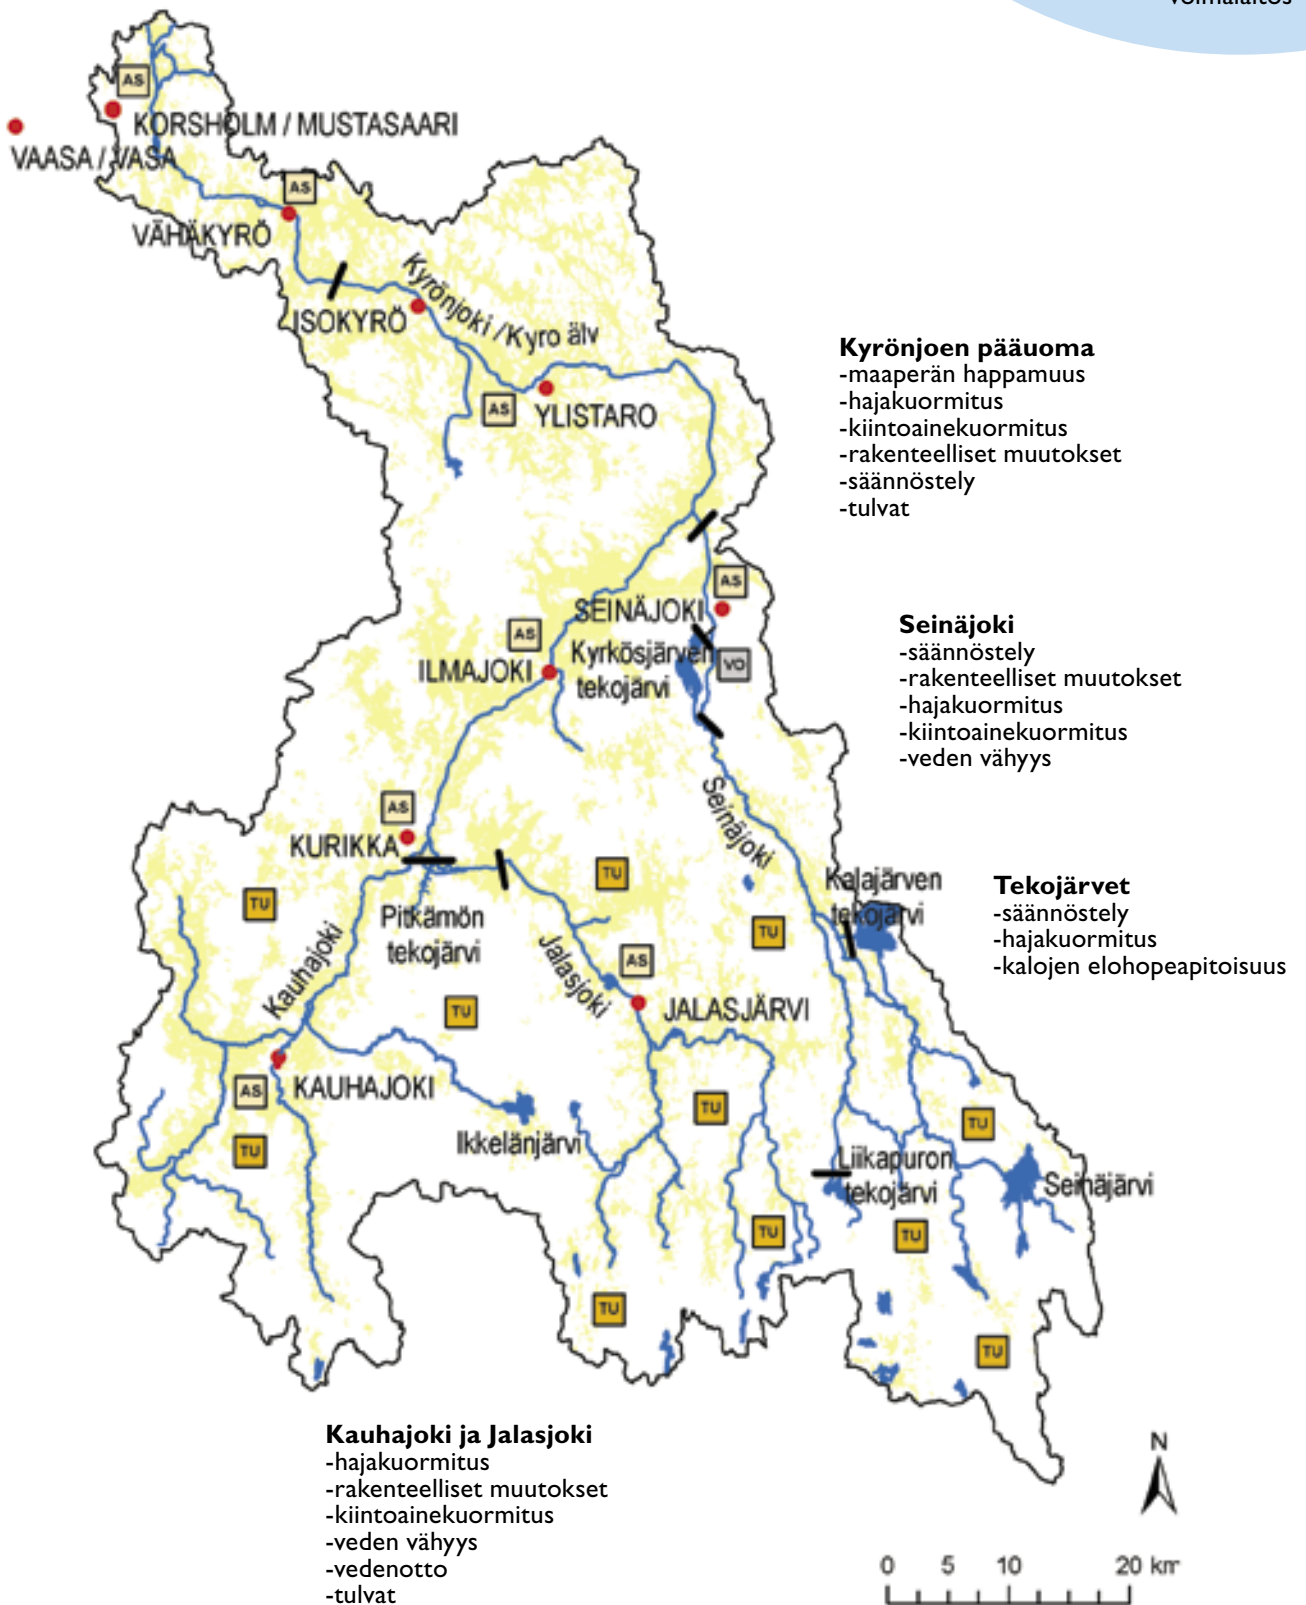 voimalaitos
AS
KORSHOLM / MUSTASAARI
VAASA / VASA
AS
VÄHÄKYRÖ
Kyrönjoki / Kyro älv
ISOKYRÖ
AS
YLISTARO
Kyrönjoen pääuoma
-maaperän happamuus
-hajakuormitus
-kiintoainekuormitus
-rakenteelliset muutokset
-säännöstely
-tulvat
AS
SEINÄJOKI
AS
ILMAJOKI
Kyrkösjärven
tekojärvi
VO
Seinäjoki
-säännöstely
-rakenteelliset muutokset
-hajakuormitus
-kiintoainekuormitus
-veden vähyys
Seinäjoki
AS
KURIKKA
TU
TU
Pitkämön
tekojärvi
TU
Kalajärven
tekojärvi
Tekojärvet
-säännöstely
-hajakuormitus
-kalojen elohopeapitoisuus
Kauhajoki
Jalasjoki
AS
JALASJÄRVI
TU
KAUHAJOKI
AS
TU
Ikkelänjärvi
TU
TU
Liikapuron
tekojärvi
Seinäjärvi
TU
TU
TU
TU
Kauhajoki ja Jalasjoki
-hajakuormitus
-rakenteelliset muutokset
-kiintoainekuormitus
-veden vähyys
-vedenotto
-tulvat
N
0 5 10 20 km